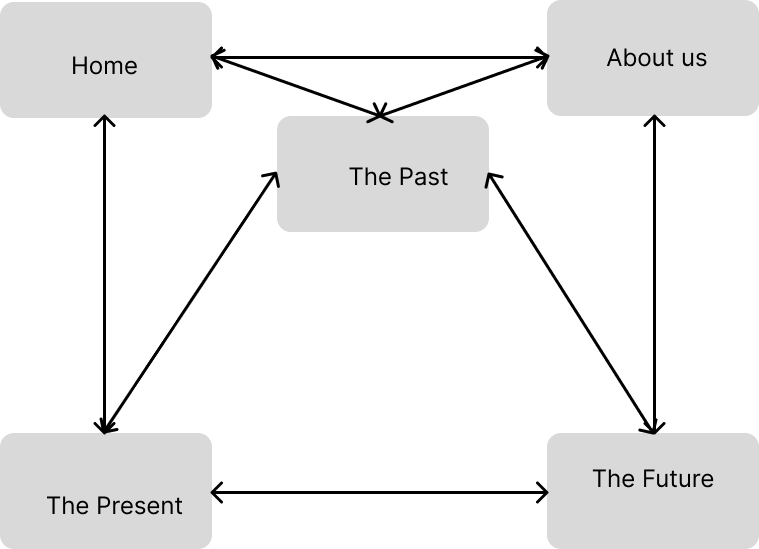 Home
About us
The Past
The Present
The Future